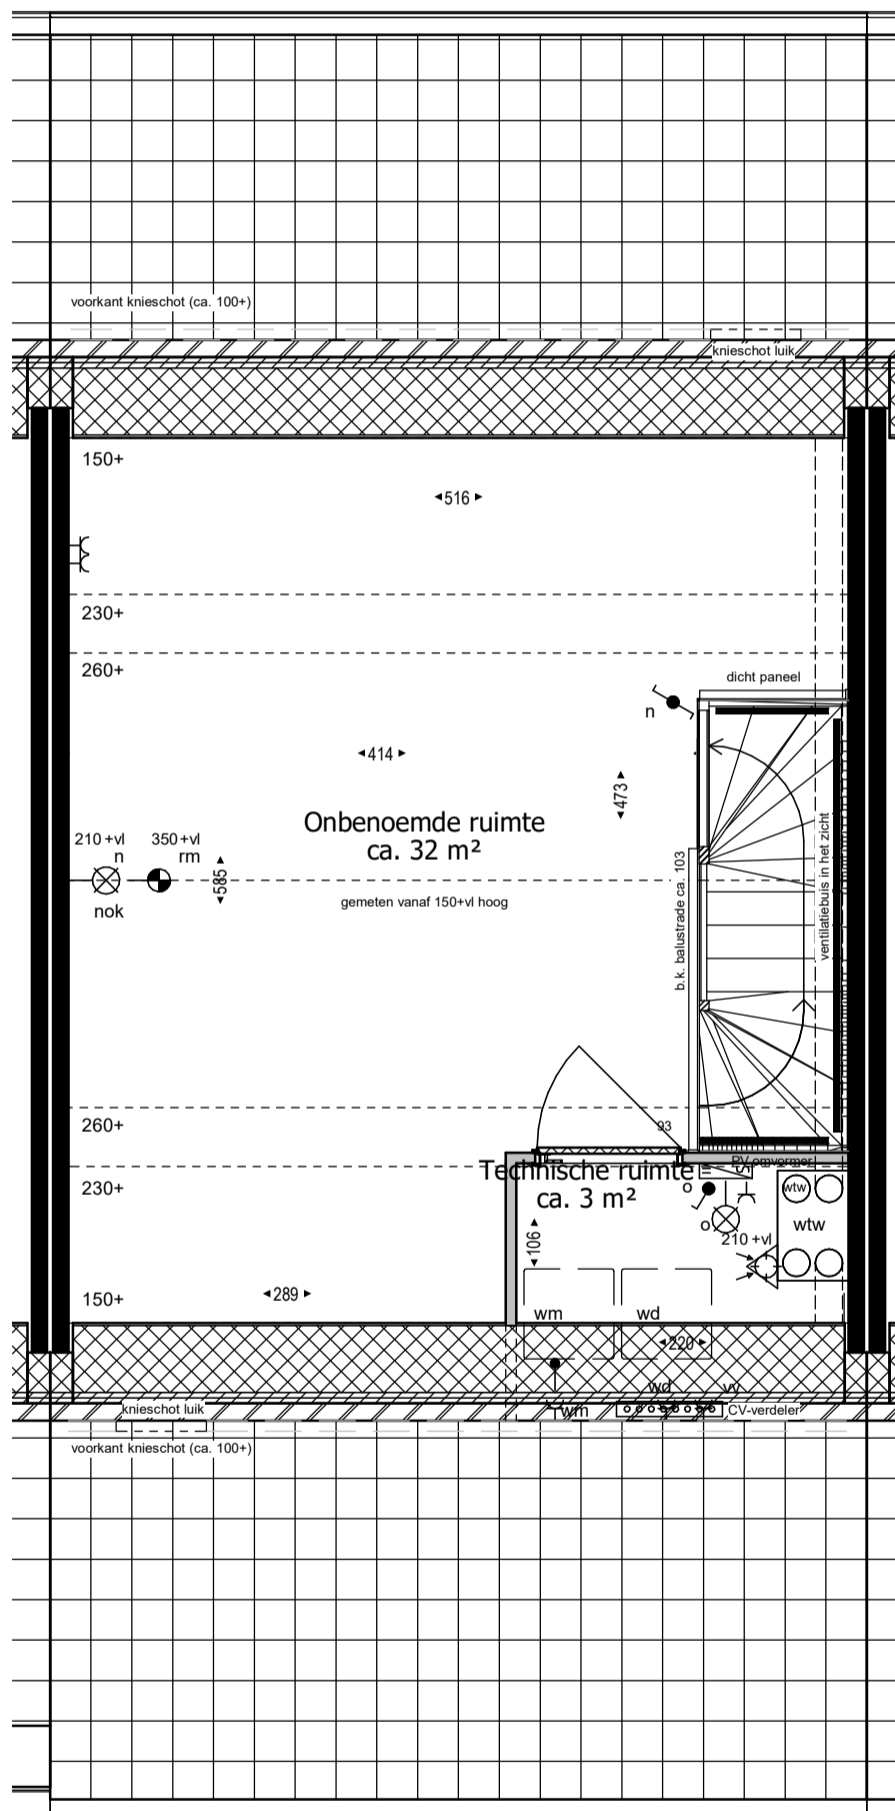 voorkant knieschot (ca. 100+)
knieschot luik
150+
516
230+
260+
dicht paneel
n
414
473
Onbenoemde ruimte
ca. 32 m²
210 +vl
n
350 +vl
rm
585
nok
gemeten vanaf 150+vl hoog
b.k. balustrade ca. 103
ventilatiebuis in het zicht
260+
93
230+
Technische ruimte
ca. 3 m²
PV omvormer
o
wtw
wtw
o
210 +vl
106
289
150+
wm
wd
220
wd
vv
knieschot luik
wm
CV-verdeler
voorkant knieschot (ca. 100+)